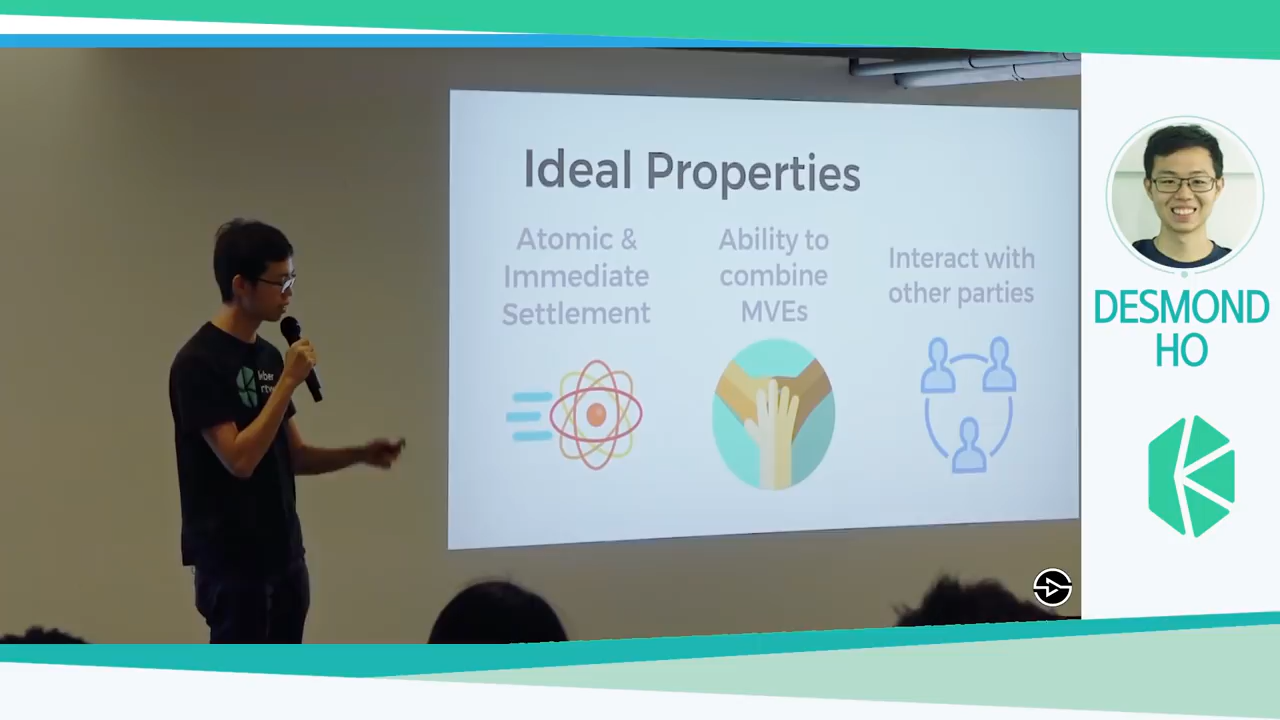 Ideal Properties
Atomic &
Immediate
Settlement
Ability to
combine
MVEs
Interact with
other parties
DESMOND
HO